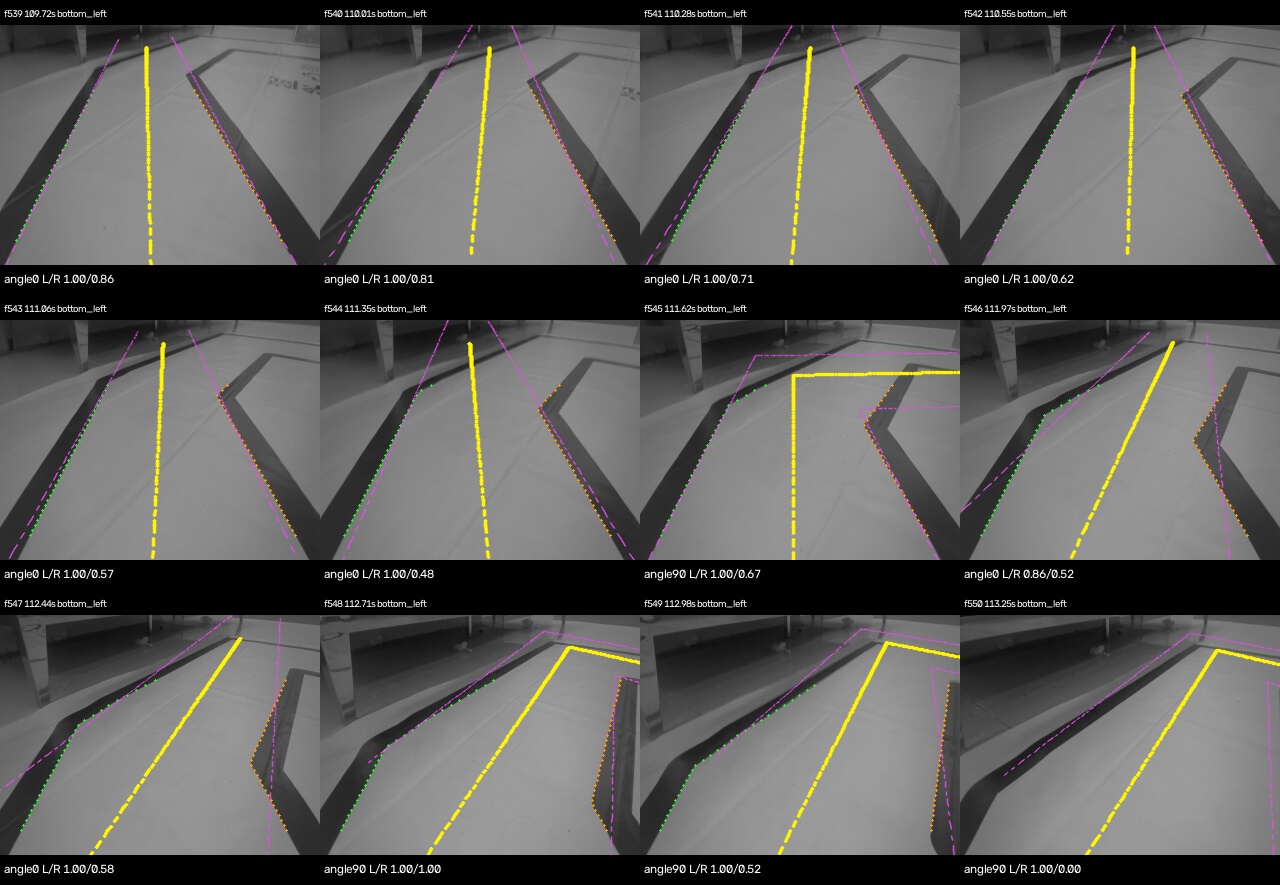 f539 109.72s bottom_left
f540 110.01s bottom_left
f541 110.28s bottom_left
f542 110.55s bottom_left
angle0 L/R 1.00/0.86
angle0 L/R 1.00/0.81
angle0 L/R 1.00/0.71
angle0 L/R 1.00/0.62
f543 111.06s bottom_left
f544 111.35s bottom_left
f545 111.62s bottom_left
f546 111.97s bottom_left
angle0 L/R 1.00/0.57
angle0 L/R 1.00/0.48
angle90 L/R 1.00/0.67
angle0 L/R 0.86/0.52
f547 112.44s bottom_left
f548 112.71s bottom_left
f549 112.98s bottom_left
f550 113.25s bottom_left
angle0 L/R 1.00/0.58
angle90 L/R 1.00/1.00
angle90 L/R 1.00/0.52
angle90 L/R 1.00/0.00